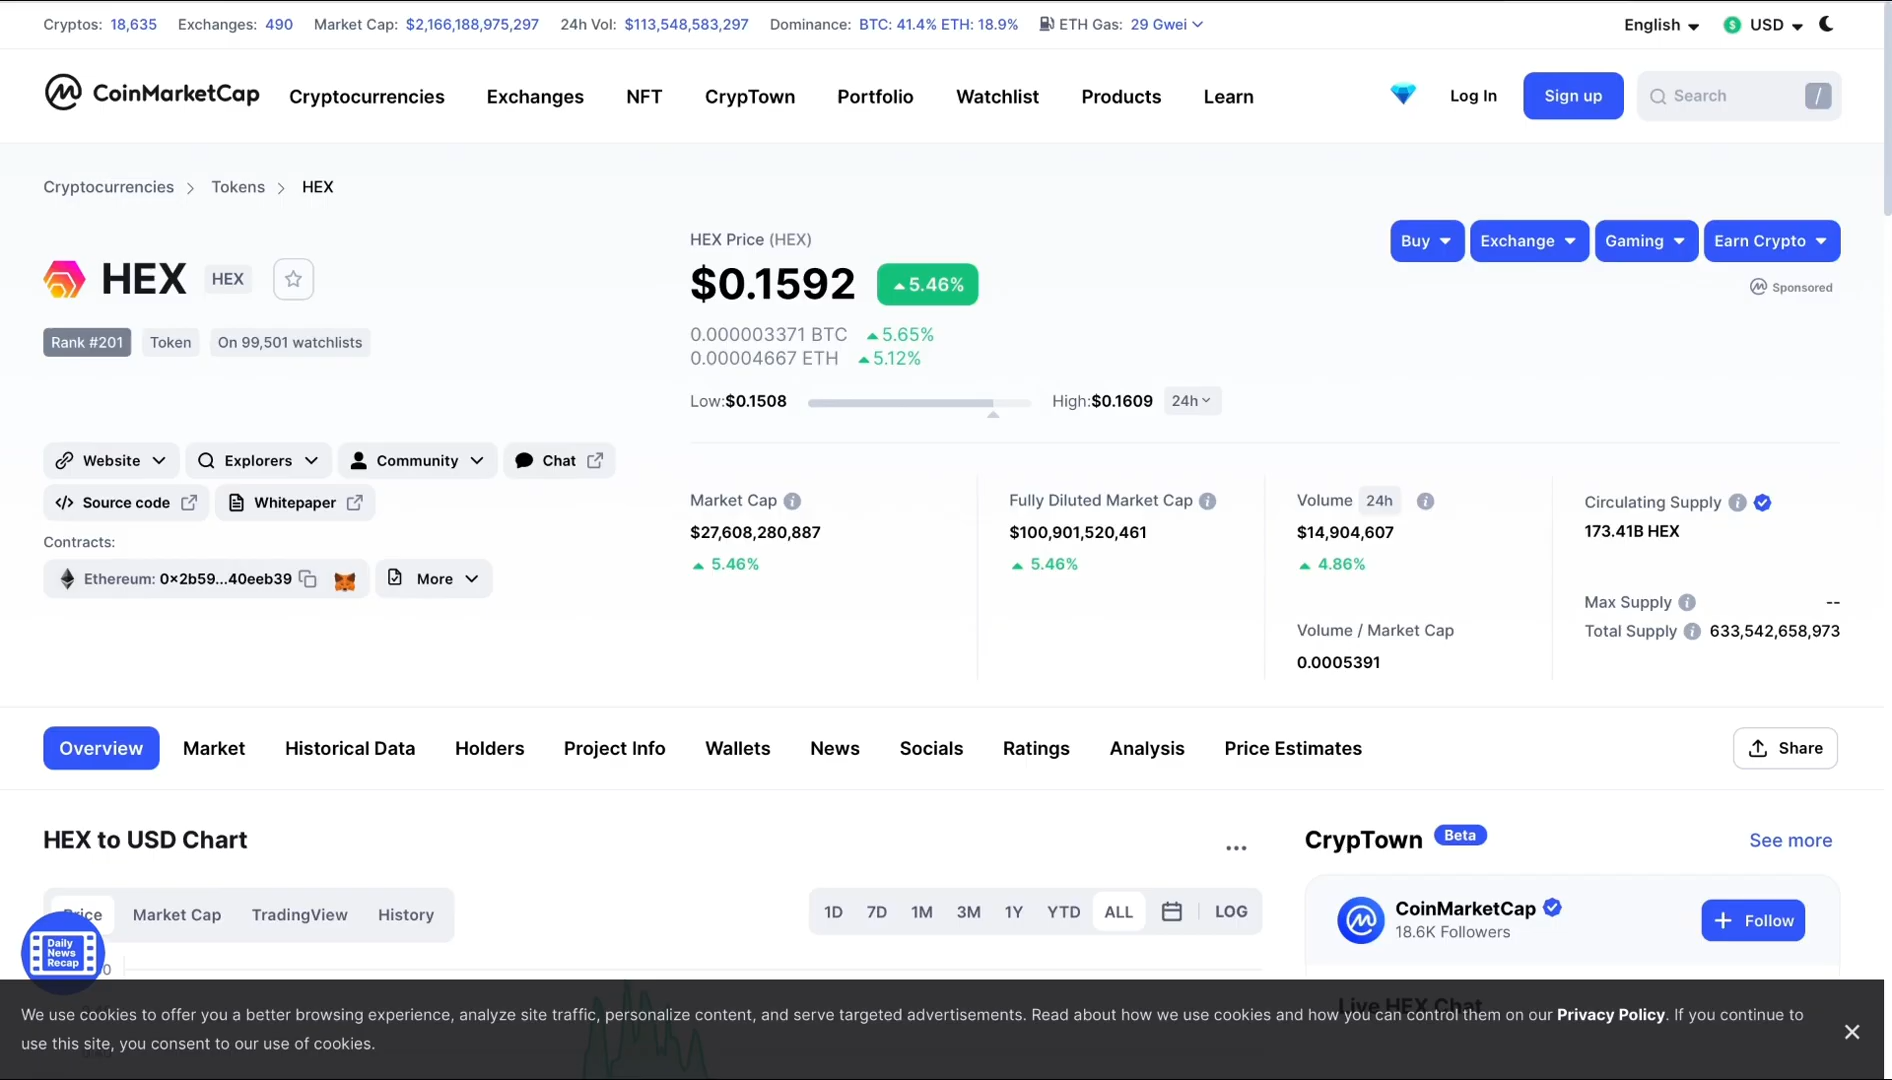 Cryptos: 18,635 Exchanges: 490 Market Cap: $2,166,188,975,297 24h Vol: $113,548,583,297 Dominance: BTC: 41.4% ETH: 18.9% ETH Gas: 29 Gwei English USD
CoinMarketCap Cryptocurrencies Exchanges NFT CrypTown Portfolio Watchlist Products Learn Log In Sign up Search /
Cryptocurrencies > Tokens > HEX
HEX Price (HEX)
Buy Exchange Gaming Earn Crypto
HEX HEX
$0.1592 5.46%
Sponsored
Rank #201 Token On 99,501 watchlists
0.000003371 BTC 5.65%
0.00004667 ETH 5.12%
Low:$0.1508 High:$0.1609 24h
Website Explorers Community Chat
Source code Whitepaper
Contracts:
Ethereum: 0x2b59...40eeb39 More
Market Cap
$27,608,280,887
5.46%
Fully Diluted Market Cap
$100,901,520,461
5.46%
Volume 24h
$14,904,607
4.86%
Volume / Market Cap
0.0005391
Circulating Supply
173.41B HEX
Max Supply --
Total Supply 633,542,658,973
Overview Market Historical Data Holders Project Info Wallets News Socials Ratings Analysis Price Estimates Share
HEX to USD Chart
Price Market Cap TradingView History
1D 7D 1M 3M 1Y YTD ALL LOG
CrypTown Beta See more
CoinMarketCap
18.6K Followers
Follow
Daily
News
Recap
Live HEX Chat
We use cookies to offer you a better browsing experience, analyze site traffic, personalize content, and serve targeted advertisements. Read about how we use cookies and how you can control them on our Privacy Policy. If you continue to
use this site, you consent to our use of cookies.